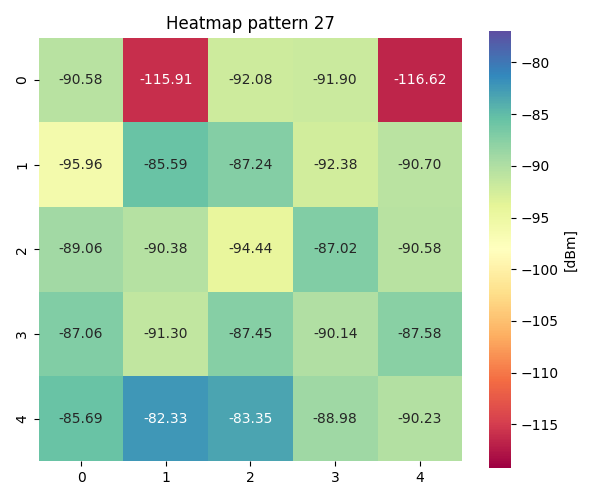 Heatmap pattern 27
0 -90.58 -115.91 -92.08 -91.90 -116.62
1 -95.96 -85.59 -87.24 -92.38 -90.70
2 -89.06 -90.38 -94.44 -87.02 -90.58
3 -87.06 -91.30 -87.45 -90.14 -87.58
4 -85.69 -82.33 -83.35 -88.98 -90.23
0 1 2 3 4
-80
-85
-90
-95
-100
-105
-110
-115
[dBm]